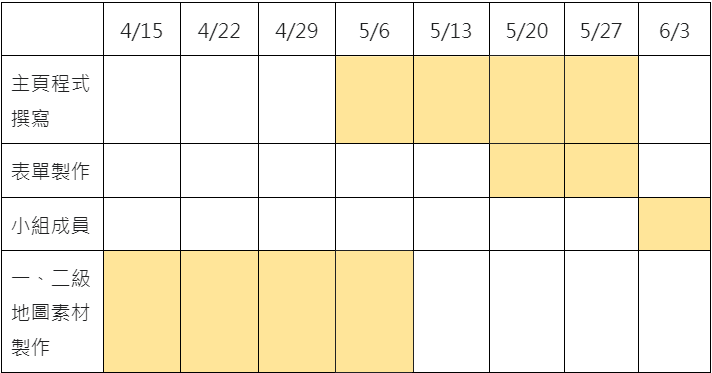 4/15 4/22 4/29 5/6 5/13 5/20 5/27 6/3
主頁程式
撰寫
表單製作
小組成員
一、二級
地圖素材
製作